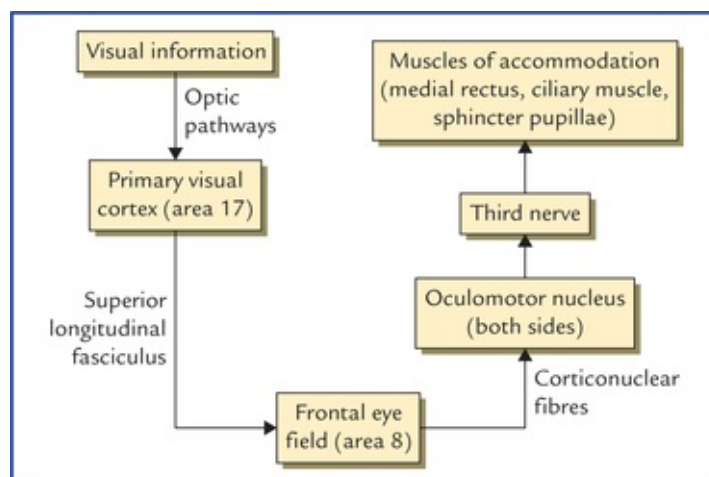 Visual information
Optic
pathways
Primary visual
cortex (area 17)
Superior
longitudinal
fasciculus
Frontal eye
field (area 8)
Corticonuclear
fibres
Oculomotor nucleus
(both sides)
Third nerve
Muscles of accommodation
(medial rectus, ciliary muscle,
sphincter pupillae)